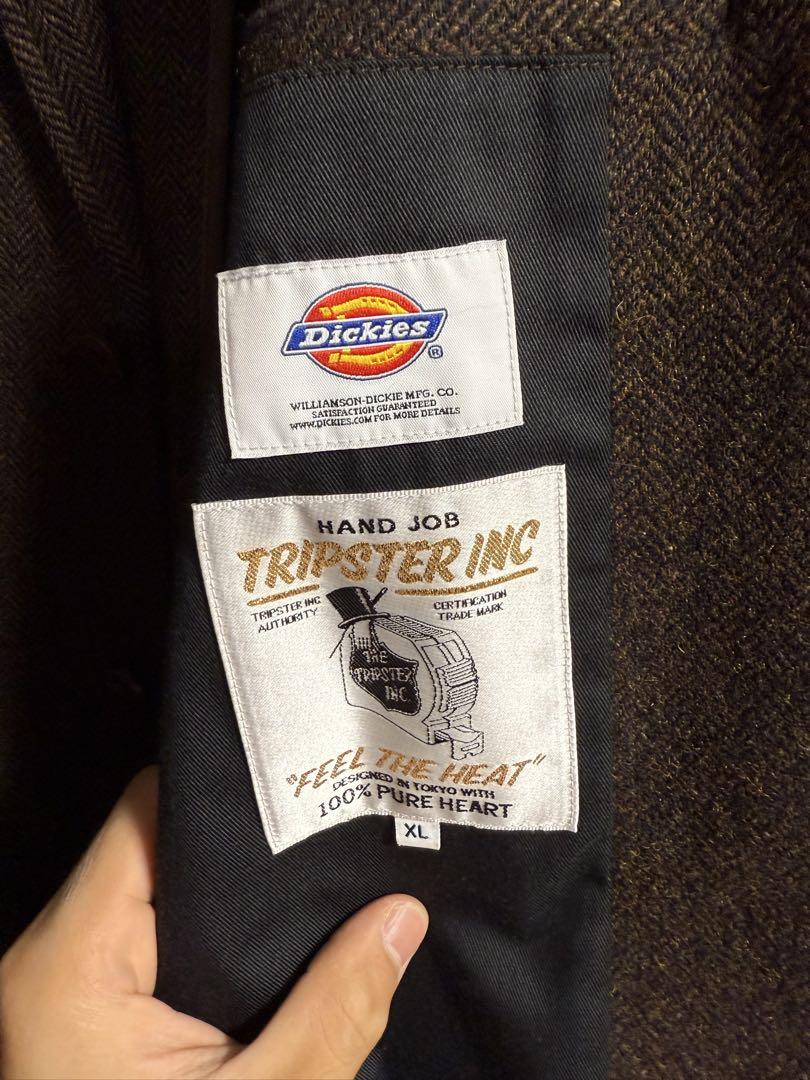 Dickies®
WILLIAMSON-DICKIE MFG. CO.
SATISFACTION GUARANTEED
WWW.DICKIES.COM FOR MORE DETAILS
HAND JOB
TRIPSTER INC
TRIPSTER INC.
AUTHORITY.
CERTIFICATION
TRADE MARK
THE
TRIPSTER
INC.
"FEEL THE HEAT"
DESIGNED IN TOKYO WITH
100% PURE HEART
XL